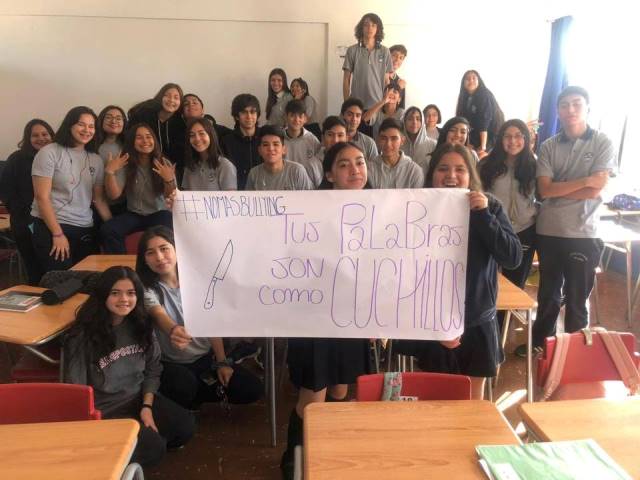 #NOMASBULLYING
TUS PALABRAS
SON CUCHILLOS
COMO